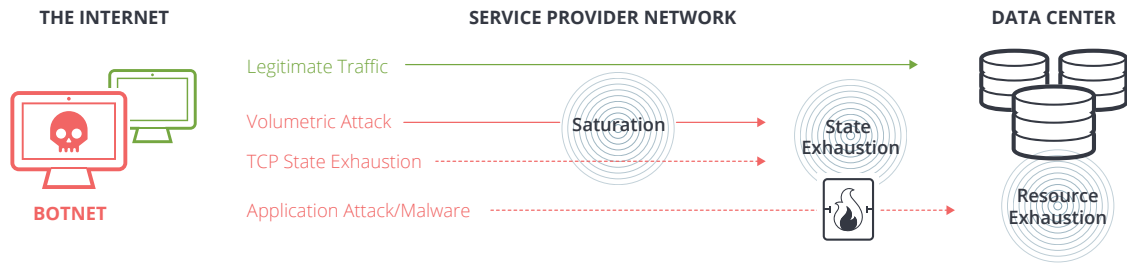 THE INTERNET
SERVICE PROVIDER NETWORK
DATA CENTER
Legitimate Traffic
Volumetric Attack
Saturation
State
Exhaustion
TCP State Exhaustion
BOTNET
Application Attack/Malware
Resource
Exhaustion